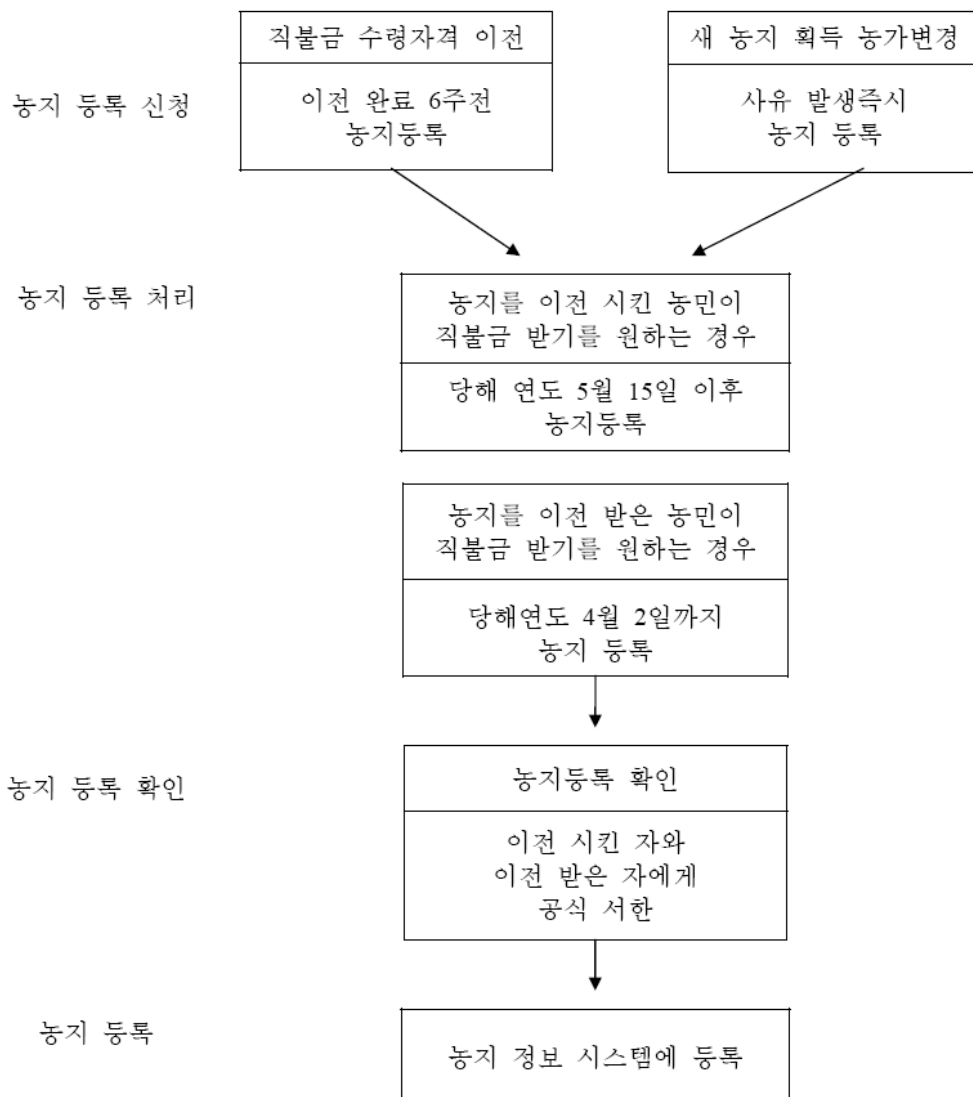 직불금 수령자격 이전
새 농지 획득 농가변경
농지 등록 신청
이전 완료 6주전
농지등록
사유 발생즉시
농지 등록
농지 등록 처리
농지를 이전 시킨 농민이
직불금 받기를 원하는 경우
당해 연도 5월 15일 이후
농지등록
농지를 이전 받은 농민이
직불금 받기를 원하는 경우
당해연도 4월 2일까지
농지 등록
농지 등록 확인
농지등록 확인
이전 시킨 자와
이전 받은 자에게
공식 서한
농지 등록
농지 정보 시스템에 등록